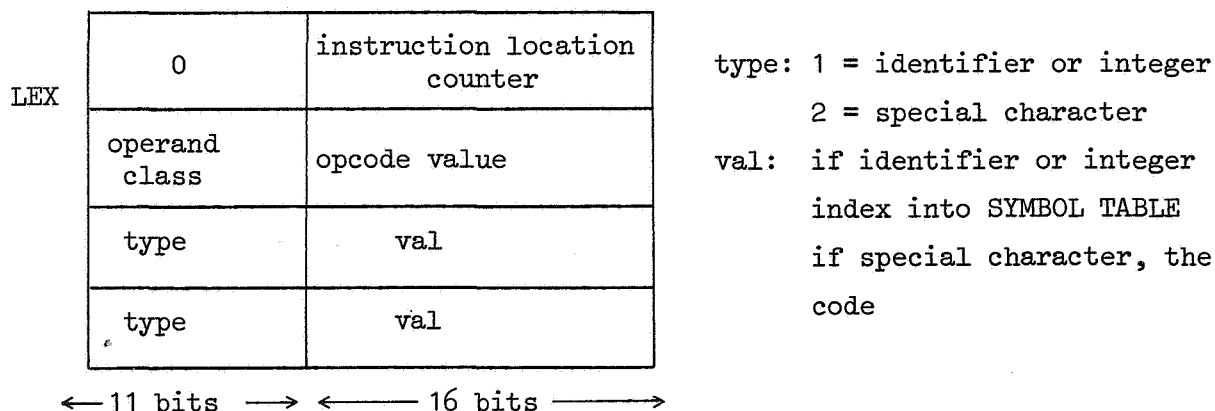 LEX
0
instruction location
counter
operand
class
opcode value
type
val
type
val
11 bits
16 bits
type: 1 = identifier or integer
2 = special character
val: if identifier or integer
index into SYMBOL TABLE
if special character, the
code